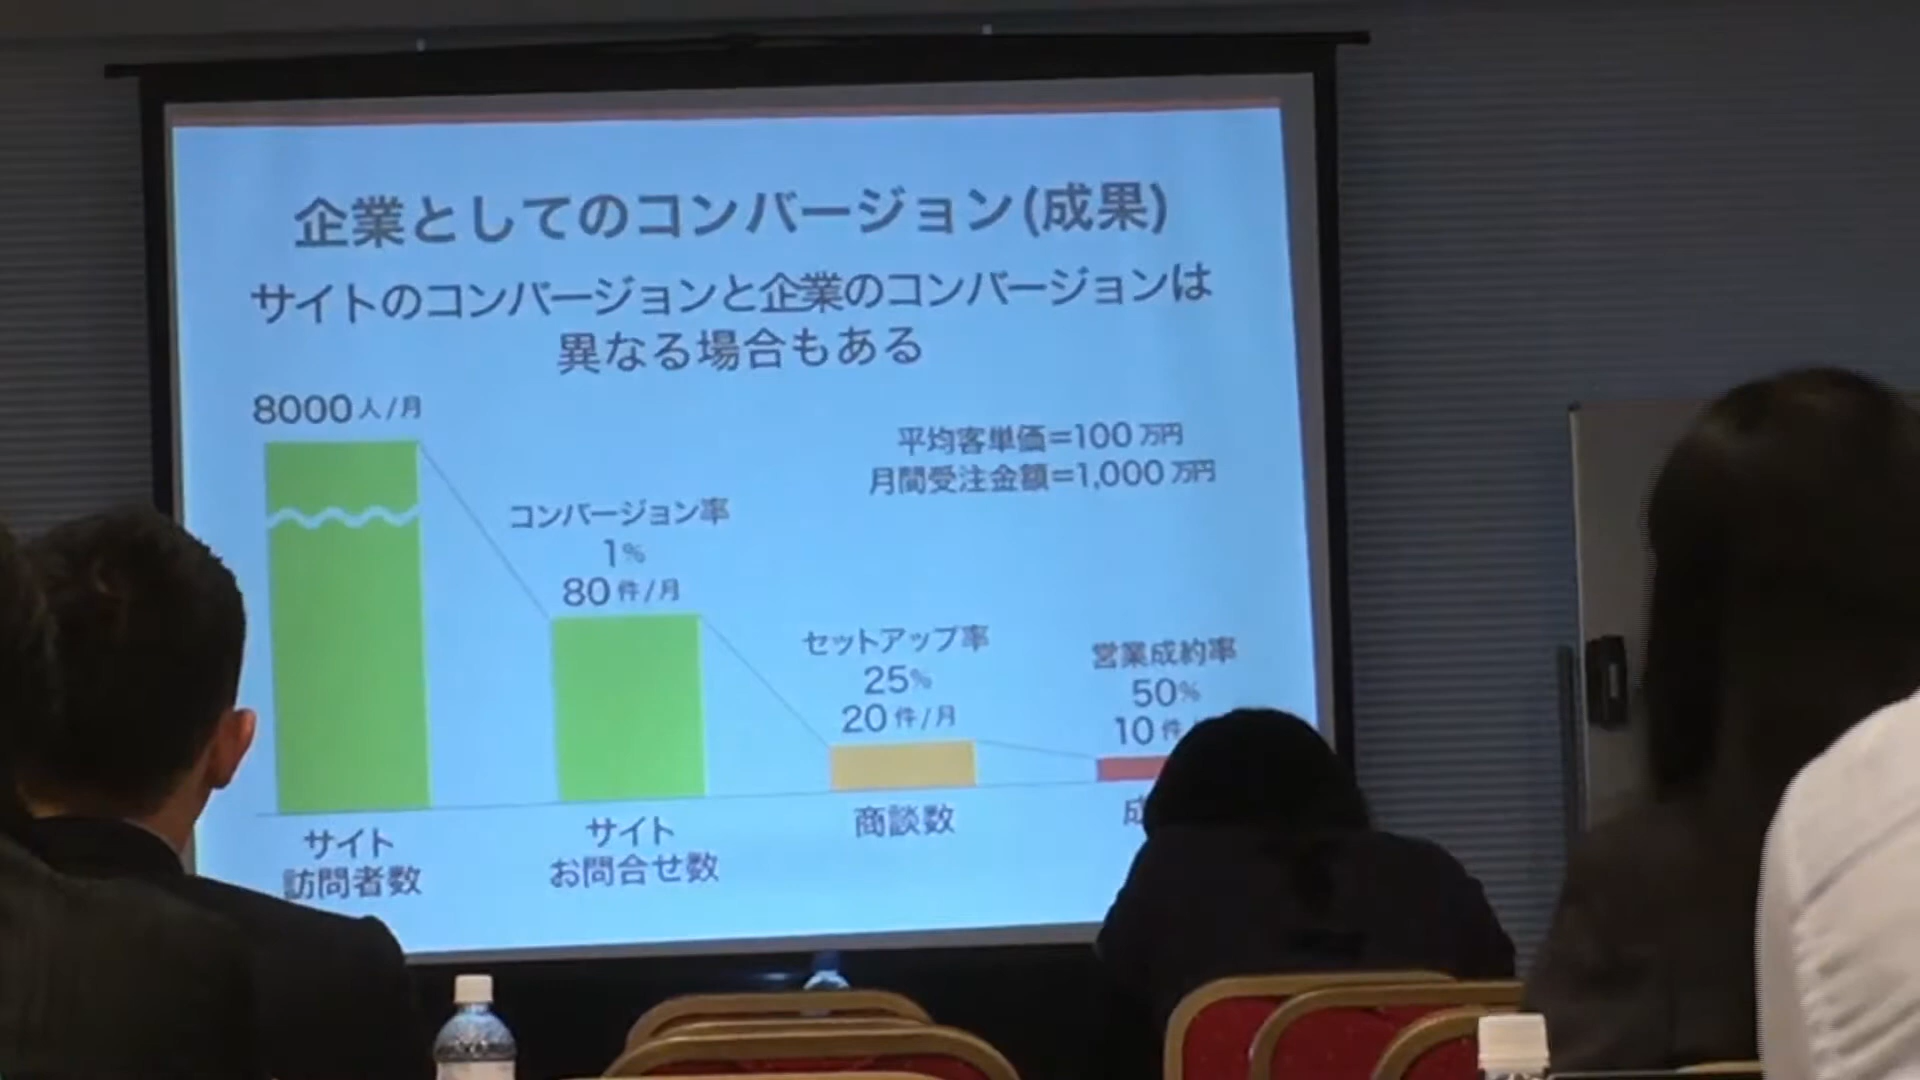 企業としてのコンバージョン(成果)
サイトのコンバージョンと企業のコンバージョンは
異なる場合もある
8000人/月
平均客単価=100万円
月間受注金額=1,000万円
コンバージョン率
1%
80件/月
セットアップ率
25%
20件/月
営業成約率
50%
10件
サイト
訪問者数
サイト
お問合せ数
商談数
成